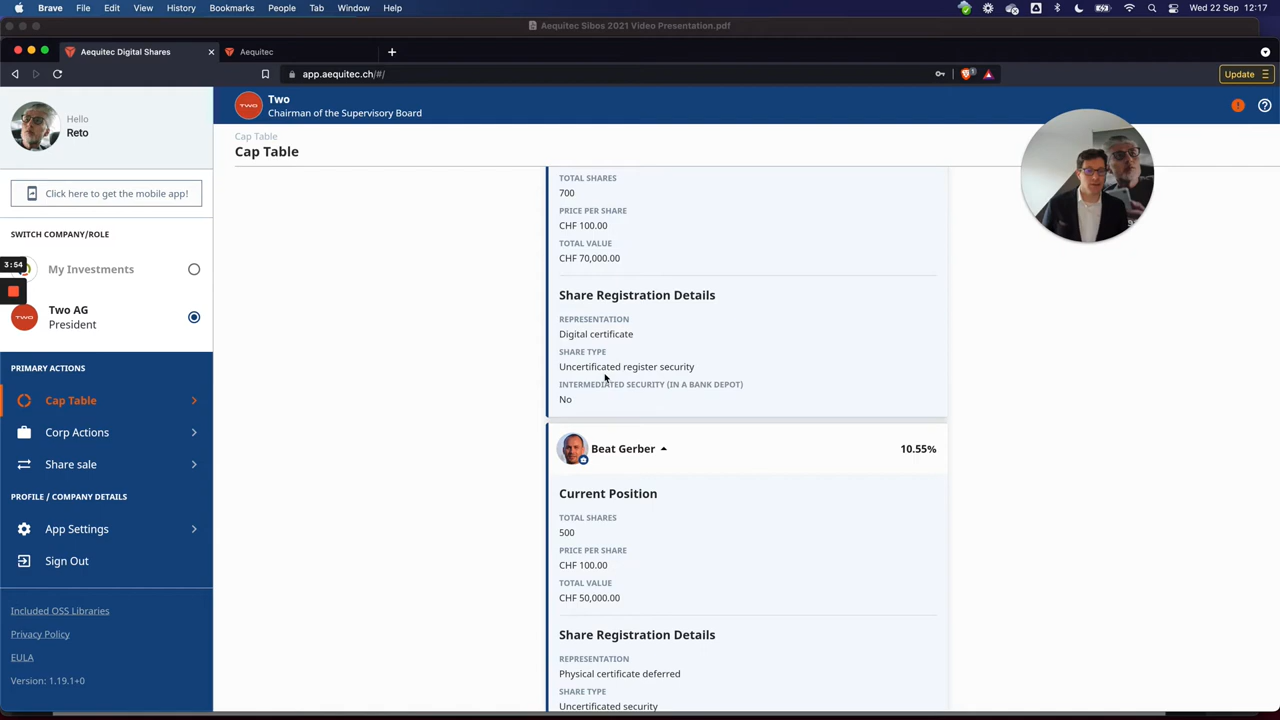 Brave File Edit View History Bookmarks People Tab Window Help
Wed 22 Sep 12:17
Aequitec Sibos 2021 Video Presentation.pdf
Aequitec Digital Shares
Aequitec
app.aequitec.ch/#/
1
Update
Hello
Reto
Click here to get the mobile app!
SWITCH COMPANY/ROLE
3:54
My Investments
TWO
Two AG
President
PRIMARY ACTIONS
Cap Table
Corp Actions
Share sale
PROFILE / COMPANY DETAILS
App Settings
Sign Out
Included OSS Libraries
Privacy Policy
EULA
Version: 1.19.1+0
TWO
Two
Chairman of the Supervisory Board
Cap Table
Cap Table
TOTAL SHARES
700
PRICE PER SHARE
CHF 100.00
TOTAL VALUE
CHF 70,000.00
Share Registration Details
REPRESENTATION
Digital certificate
SHARE TYPE
Uncertificated register security
INTERMEDIATED SECURITY (IN A BANK DEPOT)
No
Beat Gerber
10.55%
Current Position
TOTAL SHARES
500
PRICE PER SHARE
CHF 100.00
TOTAL VALUE
CHF 50,000.00
Share Registration Details
REPRESENTATION
Physical certificate deferred
SHARE TYPE
Uncertificated security